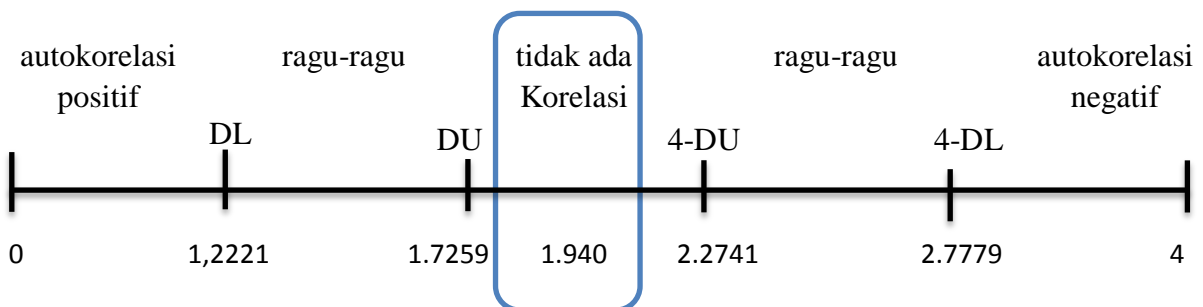 autokorelasi positif
ragu-ragu
tidak ada
Korelasi
ragu-ragu
autokorelasi
negatif
DL
DU
4-DU
4-DL
0
1,2221
1.7259
1.940
2.2741
2.7779
4